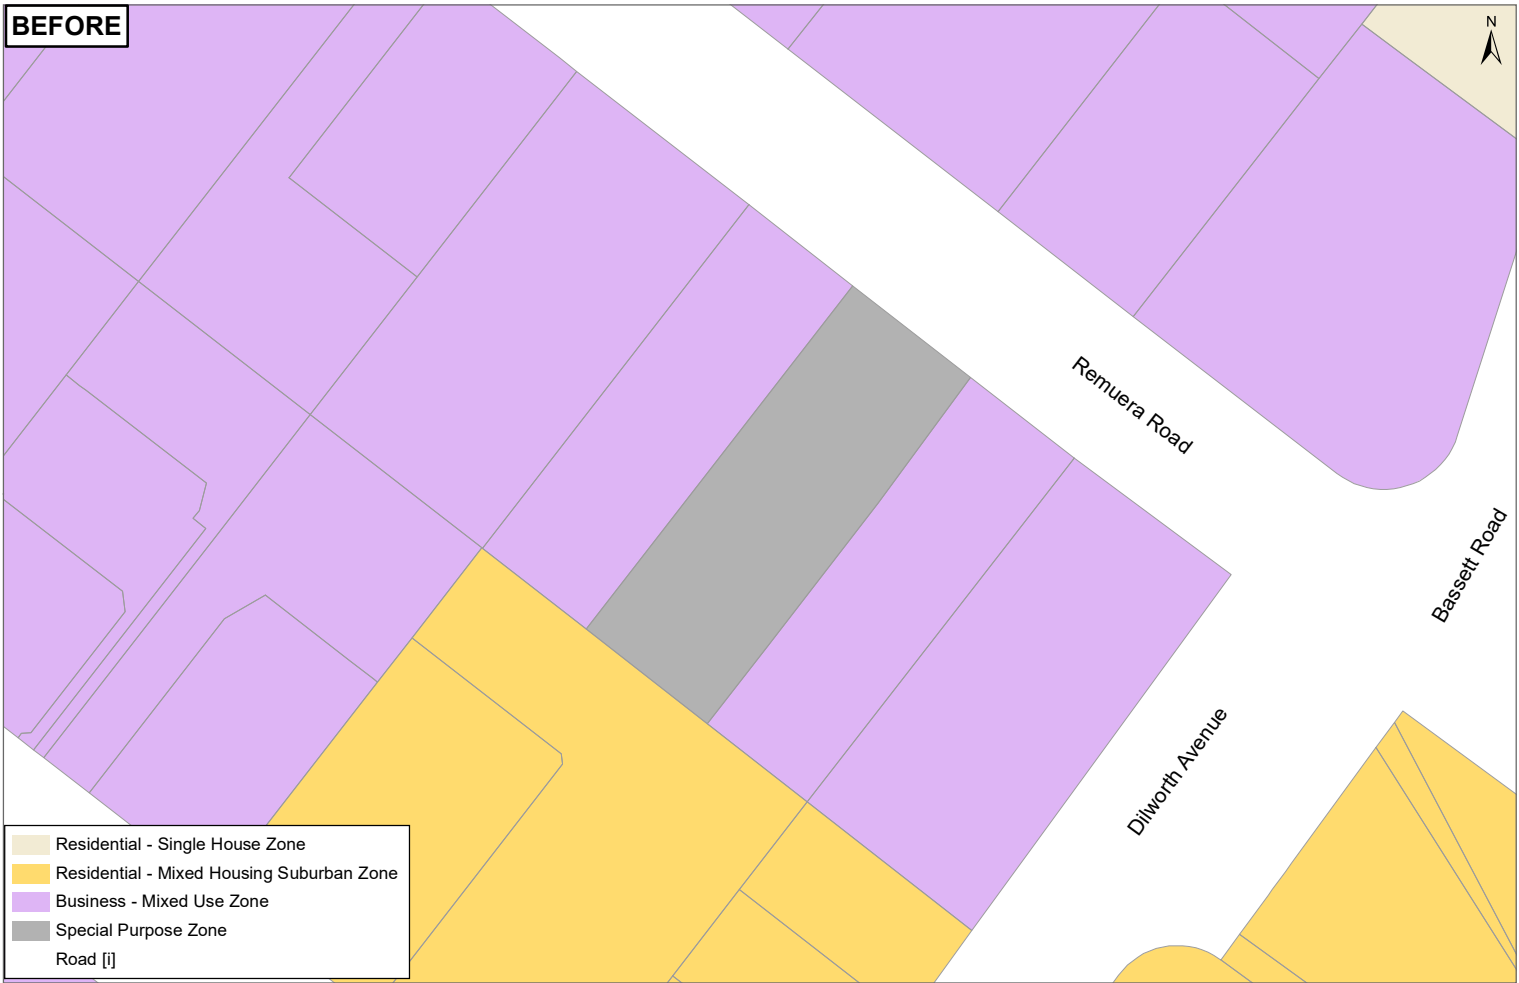 BEFORE
N
Remuera Road
Bassett Road
Dilworth Avenue
Residential - Single House Zone
Residential - Mixed Housing Suburban Zone
Business - Mixed Use Zone
Special Purpose Zone
Road [i]